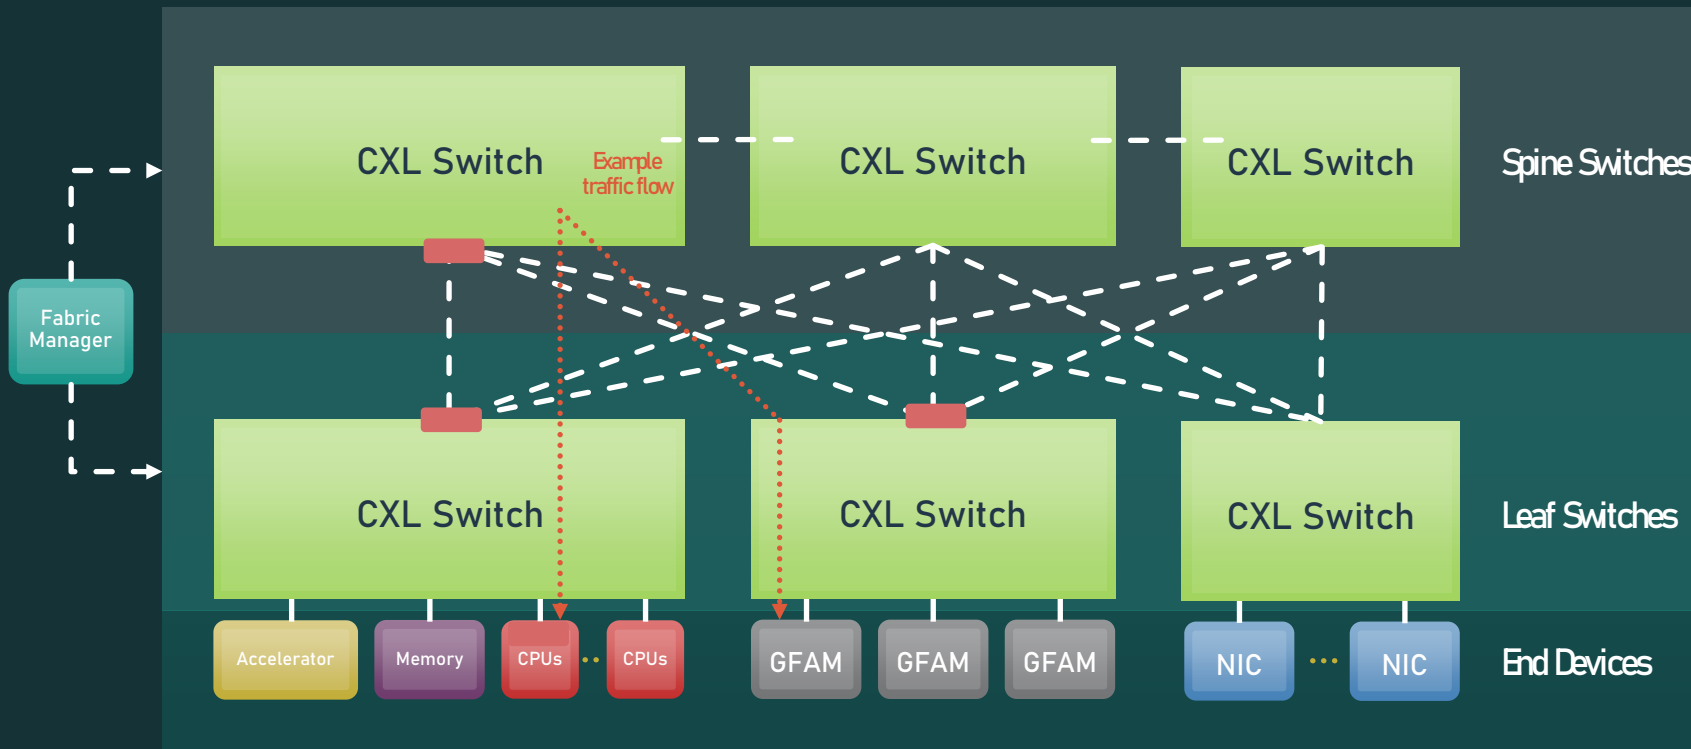 CXL Switch
Example
traffic flow
CXL Switch
CXL Switch
Spine Switches
Fabric
Manager
CXL Switch
CXL Switch
CXL Switch
Leaf Switches
Accelerator
Memory
CPUs
CPUs
GFAM
GFAM
GFAM
NIC
NIC
End Devices